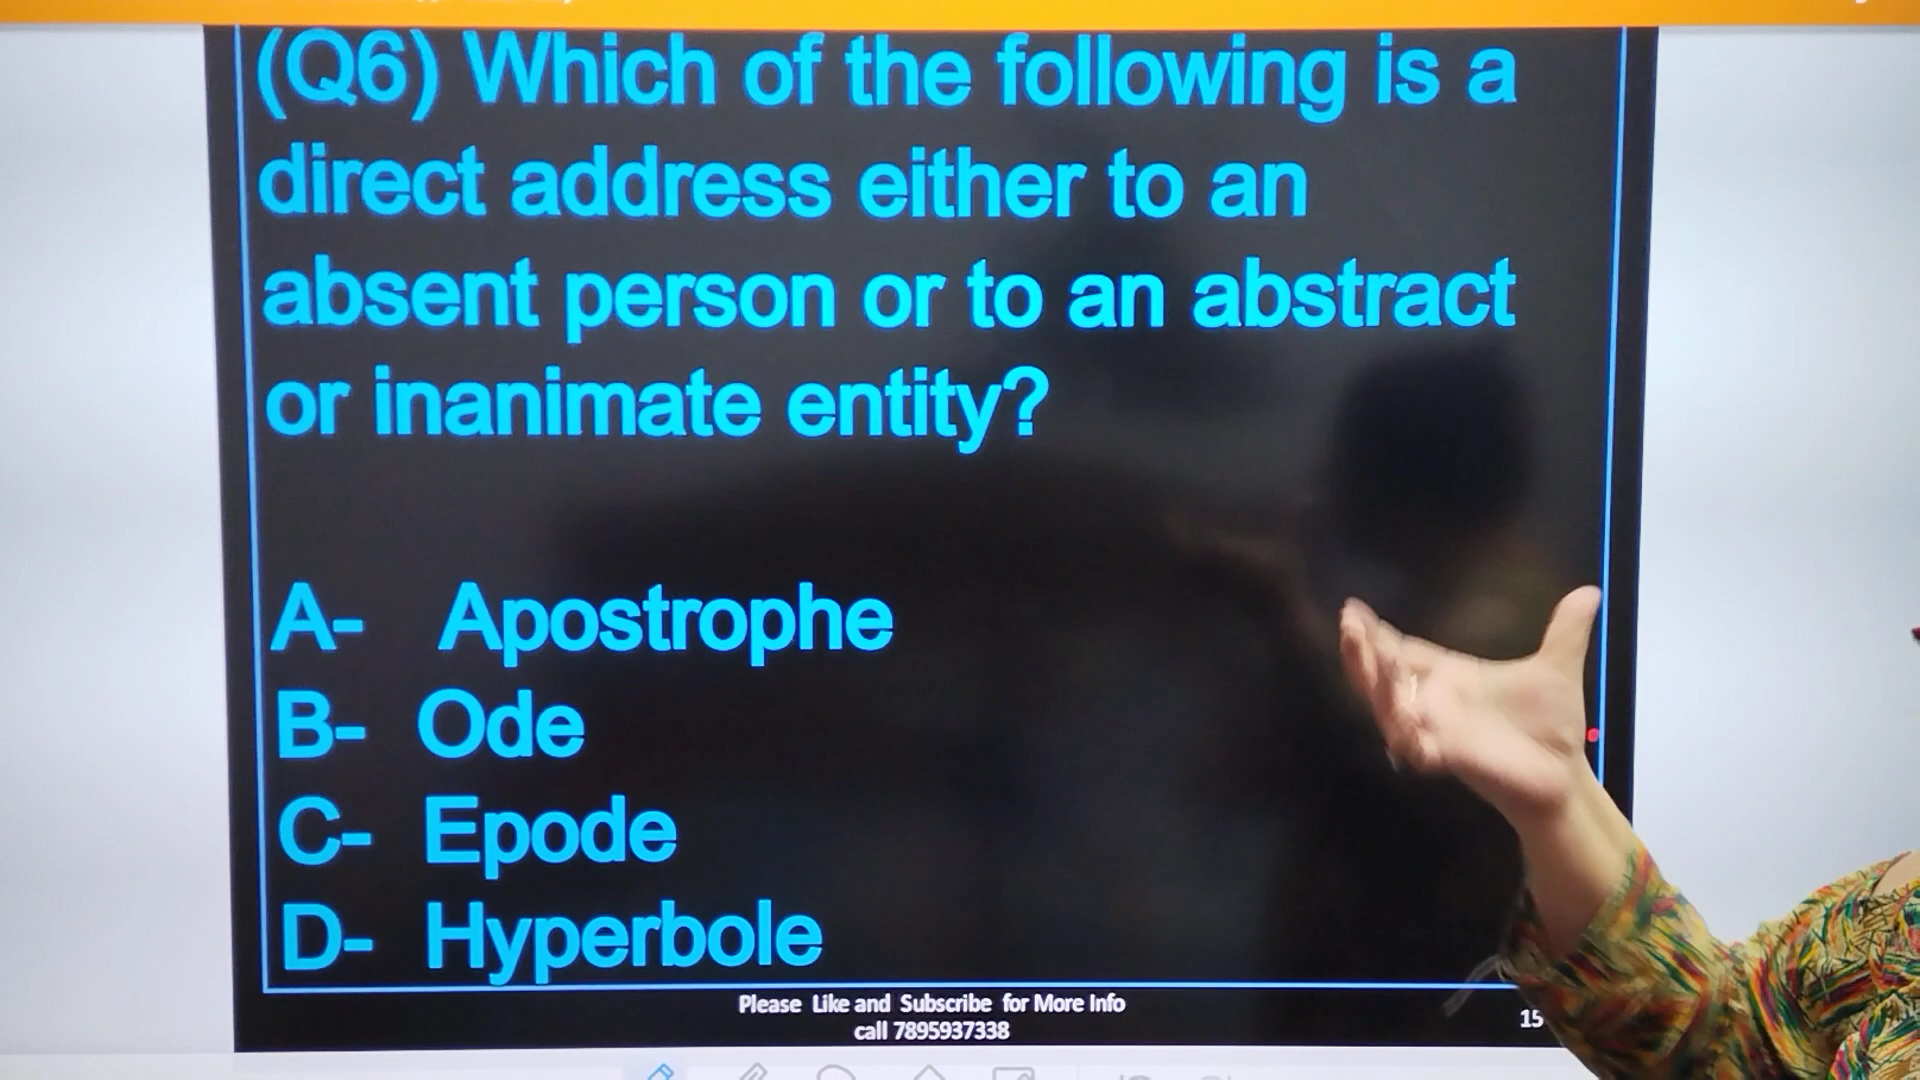 (Q6) Which of the following is a
direct address either to an
absent person or to an abstract
or inanimate entity?
A- Apostrophe
B- Ode
C- Epode
D- Hyperbole
Please Like and Subscribe for More Info
call 7895937338
15